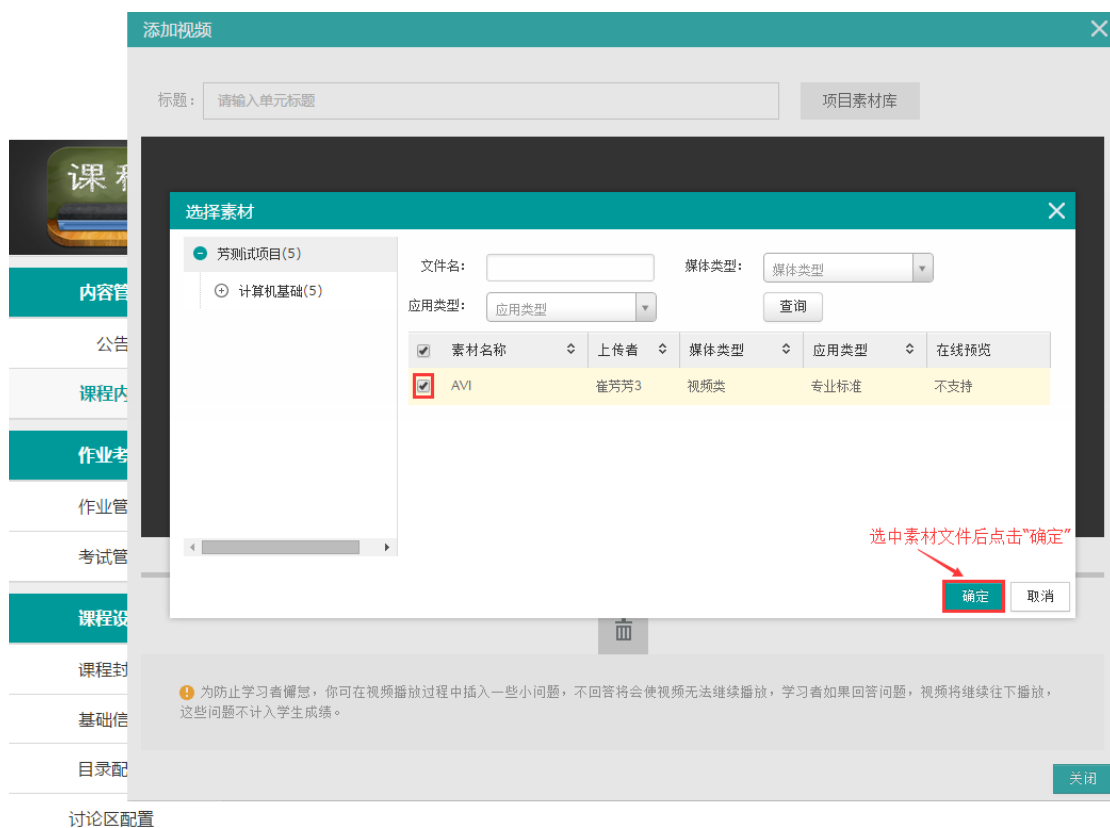 添加视频
标题：
请输入单元标题
项目素材库
课
选择素材
芳测试项目(5)
计算机基础(5)
文件名：
媒体类型：
媒体类型
应用类型：
应用类型
查询
素材名称 上传者 媒体类型 应用类型 在线预览
AVI 崔芳芳3 视频类 专业标准 不支持
选中素材文件后点击“确定”
确定
取消
内容管
公告
课程内
作业考
作业管
考试管
课程设
课程封
基础信
目录配
讨论区配置
为防止学习者懈怠，你可在视频播放过程中插入一些小问题，不回答将会使视频无法继续播放，学习者如果回答问题，视频将继续往下播放，
这些问题不计入学生成绩。
关闭